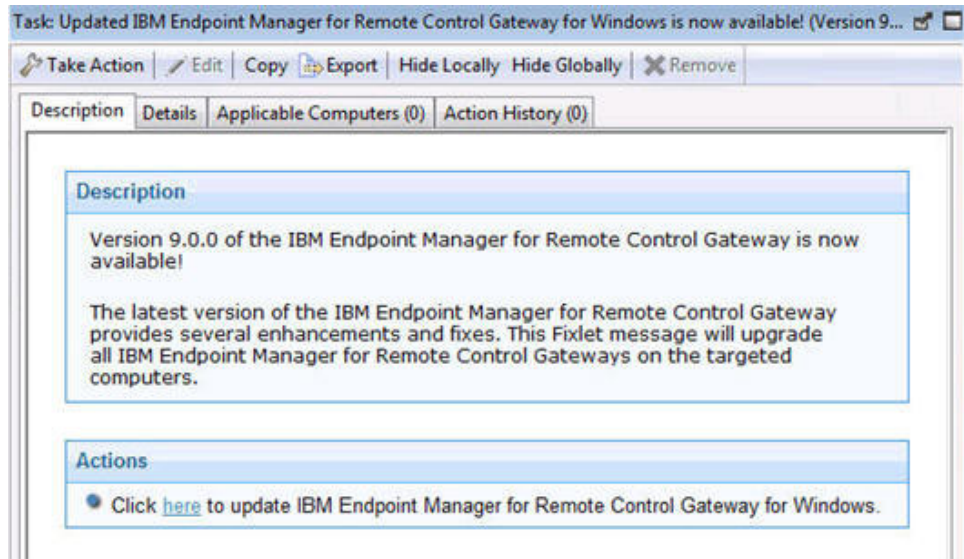 Task: Updated IBM Endpoint Manager for Remote Control Gateway for Windows is now available! (Version 9...
Take Action Edit Copy Export Hide Locally Hide Globally Remove
Description Details Applicable Computers (0) Action History (0)
Description
Version 9.0.0 of the IBM Endpoint Manager for Remote Control Gateway is now
available!
The latest version of the IBM Endpoint Manager for Remote Control Gateway
provides several enhancements and fixes. This Fixlet message will upgrade
all IBM Endpoint Manager for Remote Control Gateways on the targeted
computers.
Actions
Click here to update IBM Endpoint Manager for Remote Control Gateway for Windows.